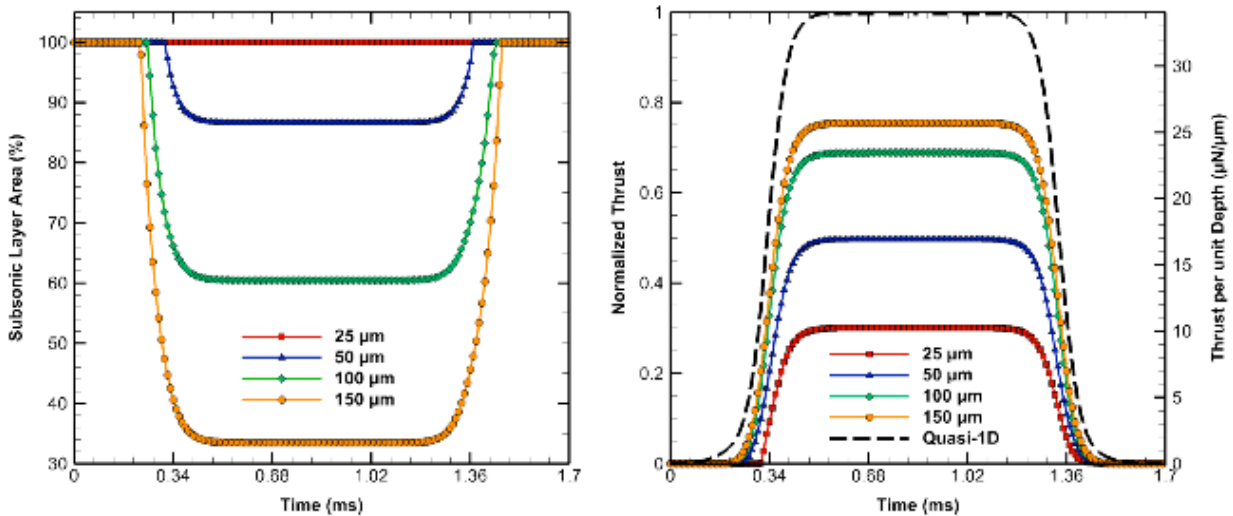 Subsonic Layer Area (%)
100
90
80
70
60
50
40
30
25 µm
50 µm
100 µm
150 µm
0
0.34
0.68
1.02
1.36
1.7
Time (ms)
Normalized Thrust
1
0.8
0.6
0.4
0.2
0
25 µm
50 µm
100 µm
150 µm
Quasi-1D
0
0.34
0.68
1.02
1.36
1.7
Time (ms)
30
25
20
15
10
5
0
Thrust per unit Depth (µN/µm)